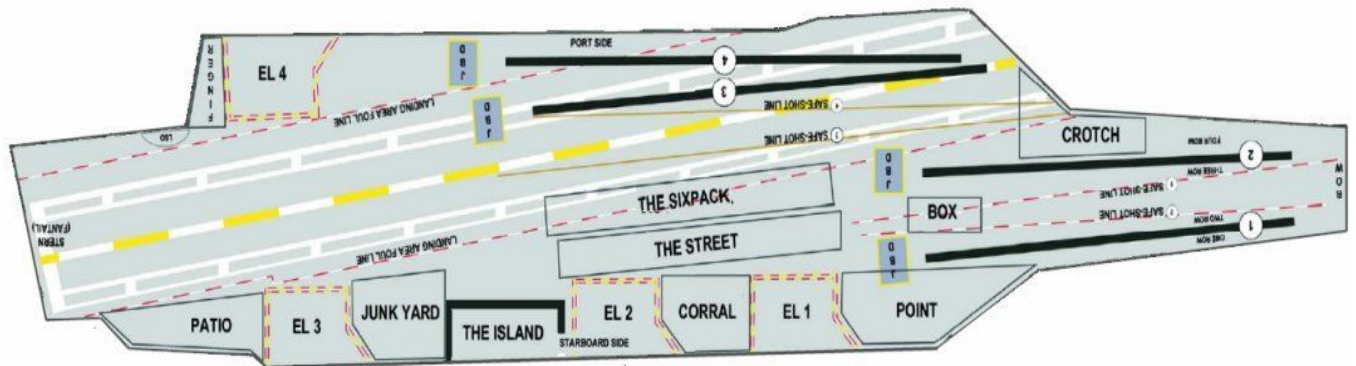 FINGER
EL 4
JBD
PORT SIDE
4
3
JBD
LANDING AREA FOUL LINE
SAFE-SHOT LINE 4
SAFE-SHOT LINE 3
LSO
CROTCH
FOUR ROW
2
THREE ROW
JBD
SAFE-SHOT LINE
BOW
THE SIXPACK
BOX
STERN
(FANTAIL)
THE STREET
SAFE-SHOT LINE
TWO ROW
1
ONE ROW
LANDING AREA FOUL LINE
JBD
PATIO
EL 3
JUNK YARD
THE ISLAND
EL 2
CORRAL
EL 1
POINT
STARBOARD SIDE